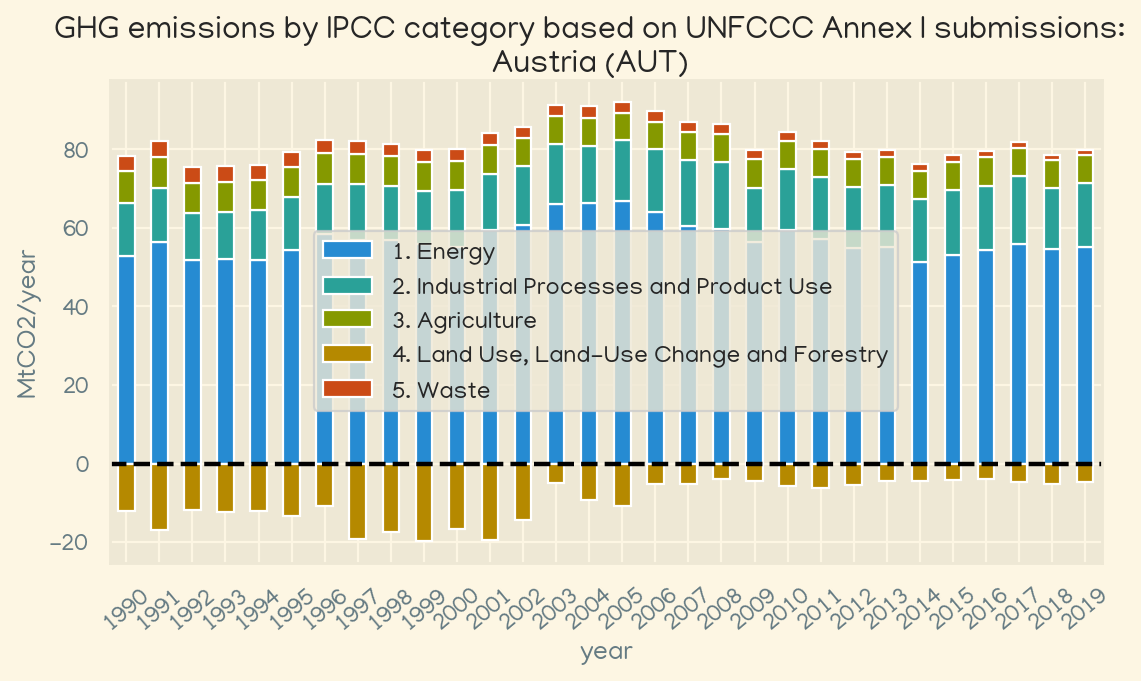 GHG emissions by IPCC category based on UNFCCC Annex I submissions:
Austria (AUT)
MtCO2/year
80
60
40
20
0
−20
1. Energy
2. Industrial Processes and Product Use
3. Agriculture
4. Land Use, Land-Use Change and Forestry
5. Waste
1990 1991 1992 1993 1994 1995 1996 1997 1998 1999 2000 2001 2002 2003 2004 2005 2006 2007 2008 2009 2010 2011 2012 2013 2014 2015 2016 2017 2018 2019
year